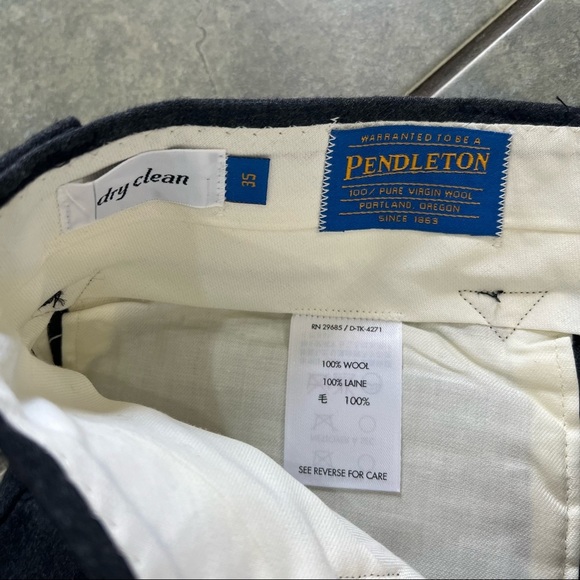 dry clean
35
WARRANTED TO BE A
PENDLETON
100% PURE VIRGIN WOOL
PORTLAND, OREGON
SINCE 1863
RN 29685 / D-TK-4271
100% WOOL
100% LAINE
毛 100%
SEE REVERSE FOR CARE